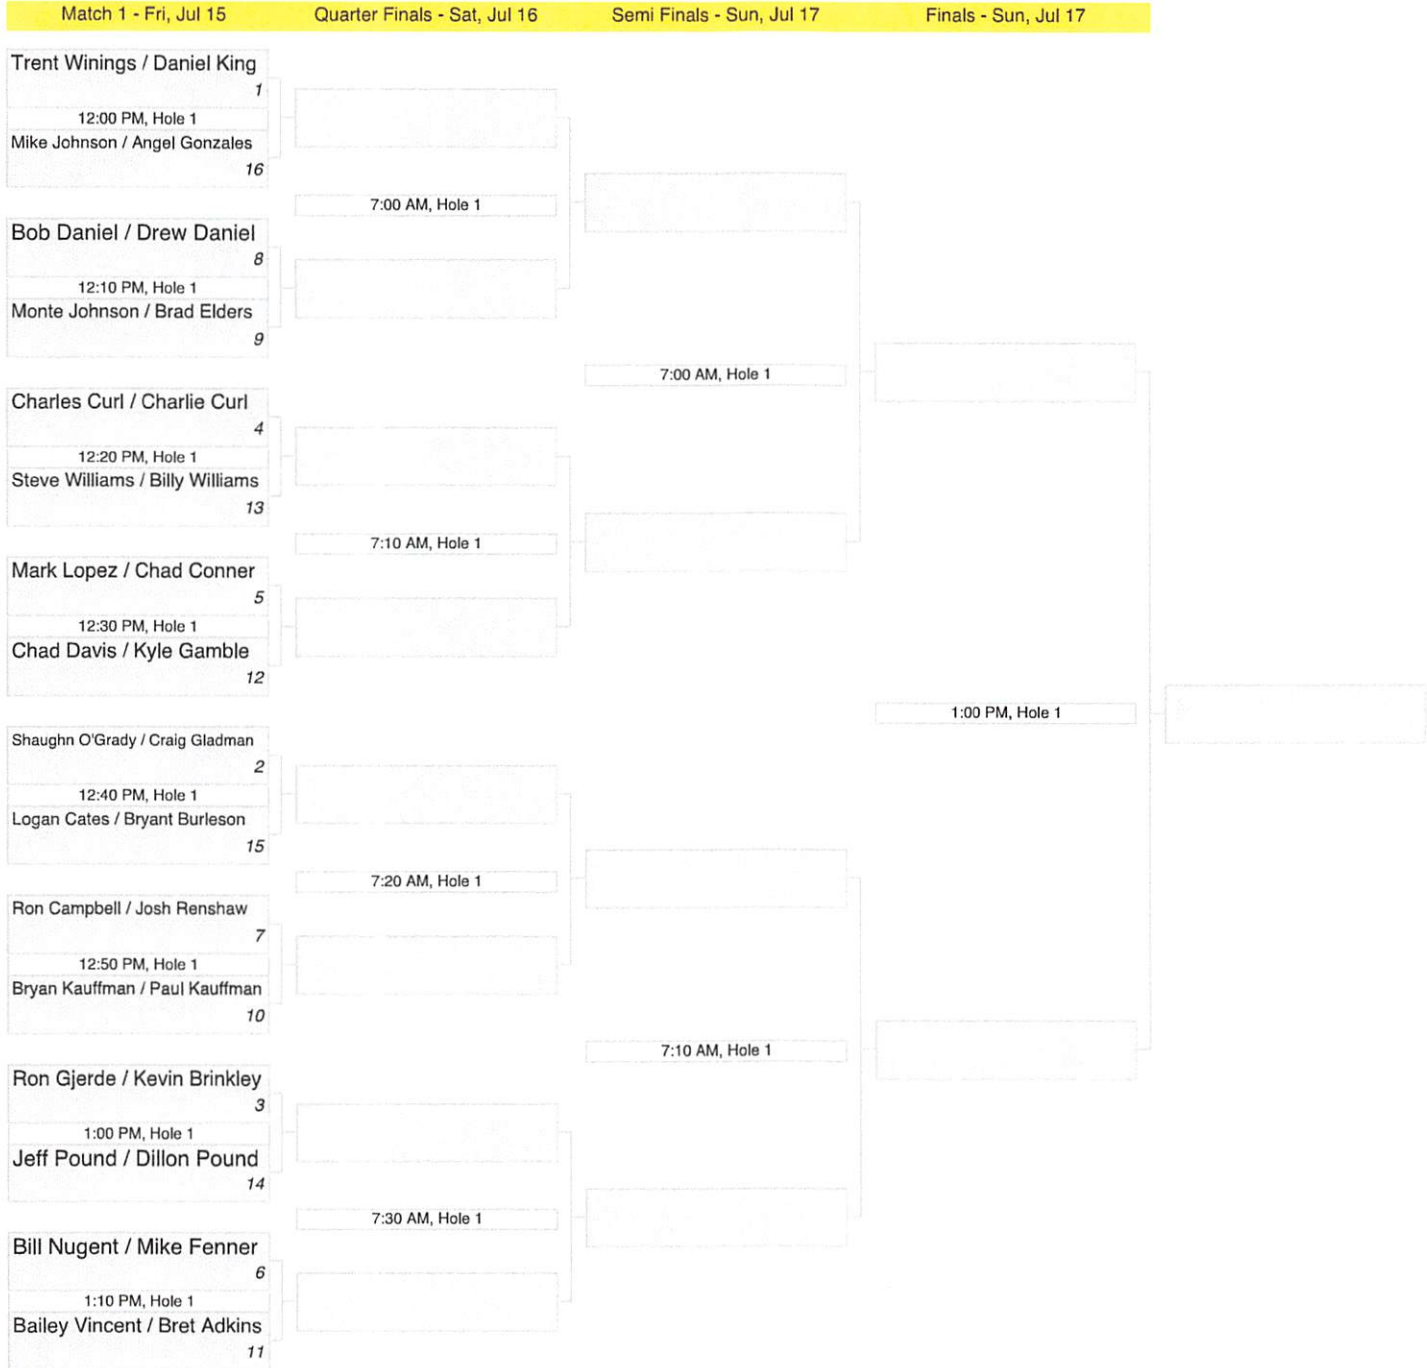 Match 1 - Fri, Jul 15
Quarter Finals - Sat, Jul 16
Semi Finals - Sun, Jul 17
Finals - Sun, Jul 17
Trent Winings / Daniel King
1
12:00 PM, Hole 1
Mike Johnson / Angel Gonzales
16
7:00 AM, Hole 1
Bob Daniel / Drew Daniel
8
12:10 PM, Hole 1
Monte Johnson / Brad Elders
9
7:00 AM, Hole 1
Charles Curl / Charlie Curl
4
12:20 PM, Hole 1
Steve Williams / Billy Williams
13
7:10 AM, Hole 1
Mark Lopez / Chad Conner
5
12:30 PM, Hole 1
Chad Davis / Kyle Gamble
12
1:00 PM, Hole 1
Shaughn O'Grady / Craig Gladman
2
12:40 PM, Hole 1
Logan Cates / Bryant Burleson
15
7:20 AM, Hole 1
Ron Campbell / Josh Renshaw
7
12:50 PM, Hole 1
Bryan Kauffman / Paul Kauffman
10
7:10 AM, Hole 1
Ron Gjerde / Kevin Brinkley
3
1:00 PM, Hole 1
Jeff Pound / Dillon Pound
14
7:30 AM, Hole 1
Bill Nugent / Mike Fenner
6
1:10 PM, Hole 1
Bailey Vincent / Bret Adkins
11